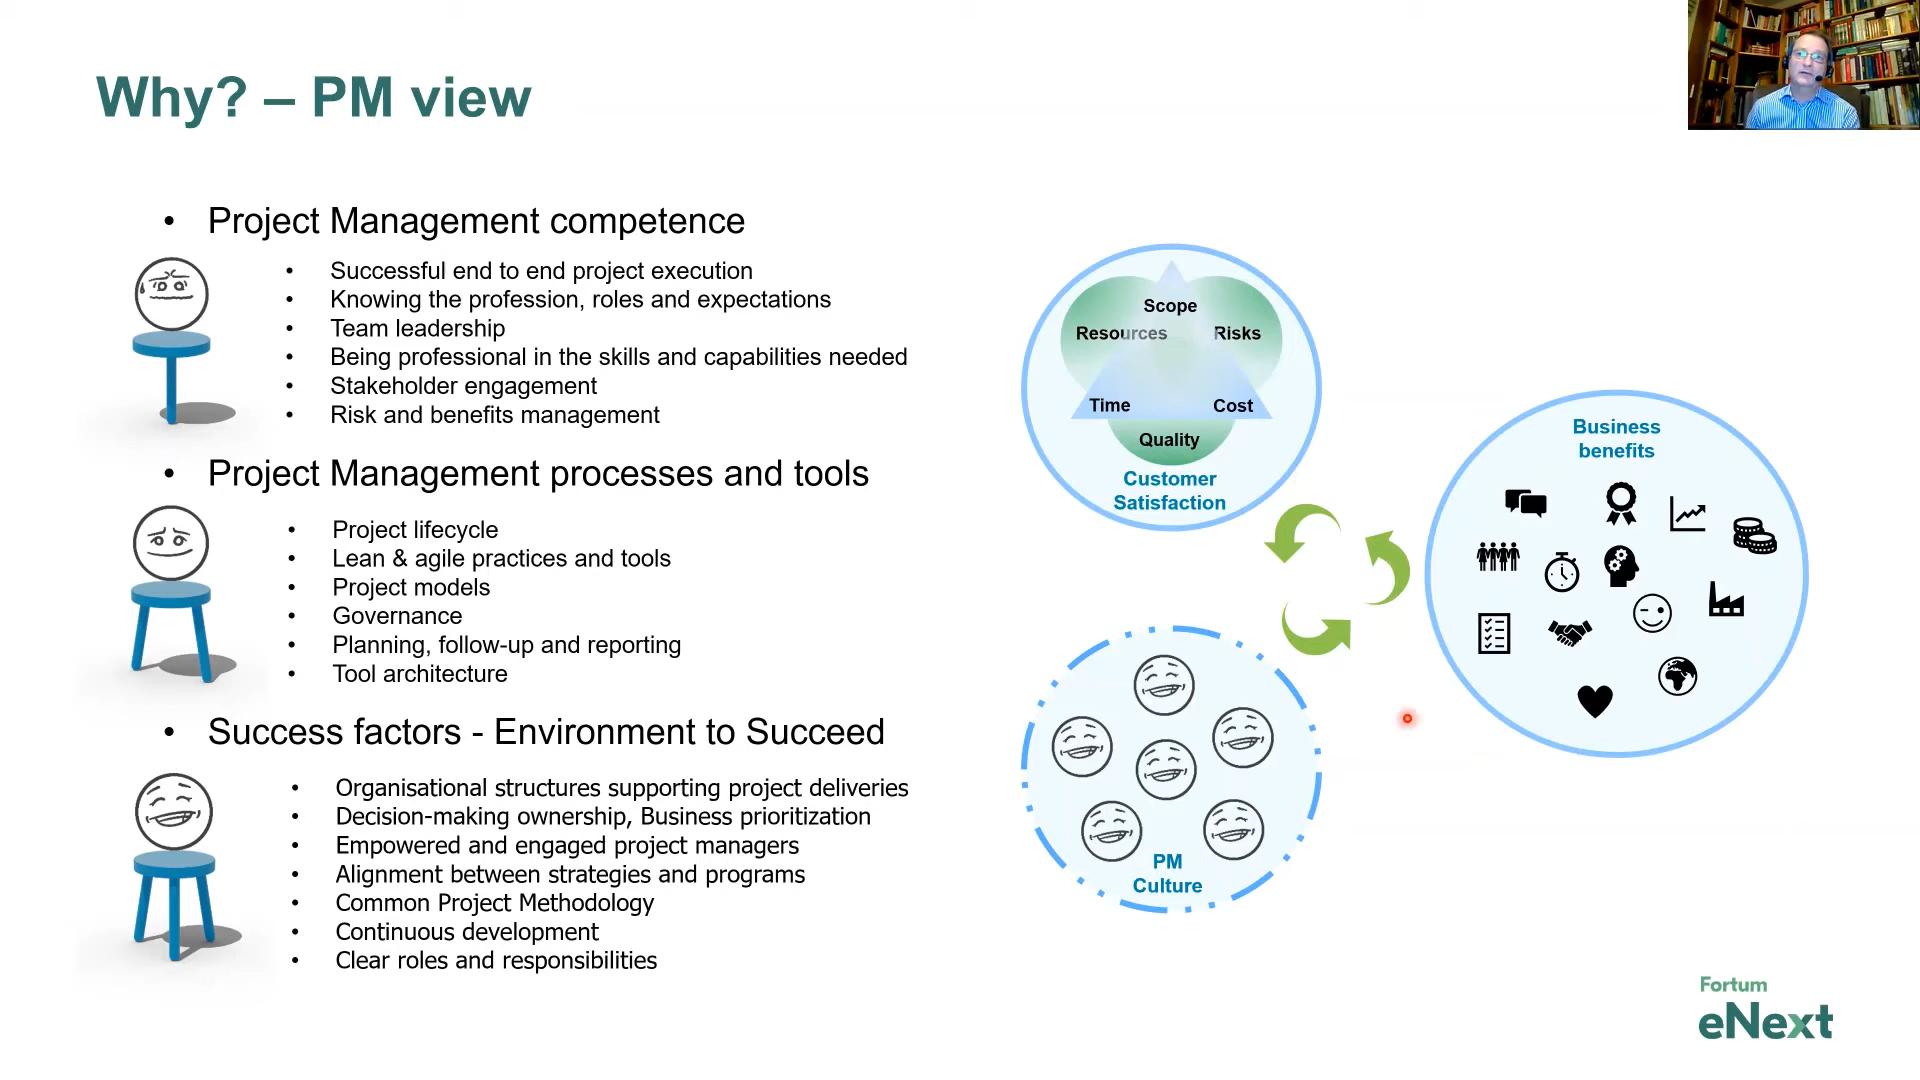 Why? – PM view
• Project Management competence
• Successful end to end project execution
• Knowing the profession, roles and expectations
• Team leadership
• Being professional in the skills and capabilities needed
• Stakeholder engagement
• Risk and benefits management
• Project Management processes and tools
• Project lifecycle
• Lean & agile practices and tools
• Project models
• Governance
• Planning, follow-up and reporting
• Tool architecture
• Success factors - Environment to Succeed
• Organisational structures supporting project deliveries
• Decision-making ownership, Business prioritization
• Empowered and engaged project managers
• Alignment between strategies and programs
• Common Project Methodology
• Continuous development
• Clear roles and responsibilities
Scope
Resources
Risks
Time
Cost
Quality
Customer
Satisfaction
Business
benefits
PM
Culture
Fortum
eNext